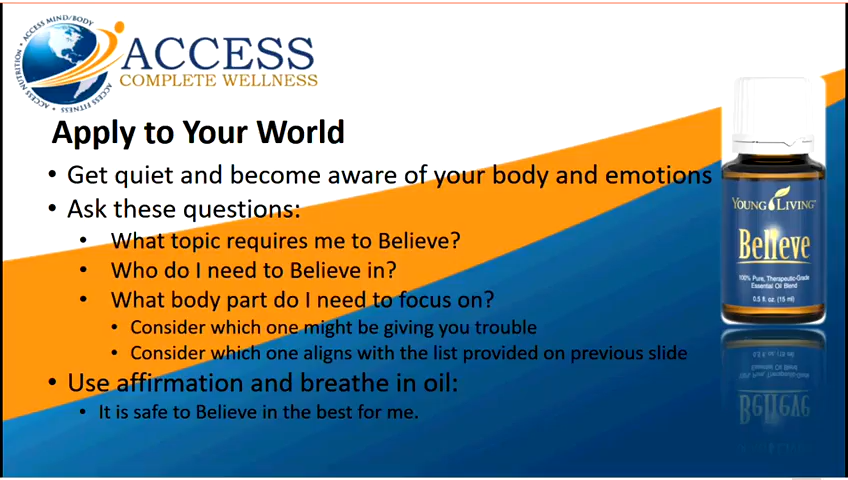 ACCESS MIND/BODY
ACCESS NUTRITION
ACCESS FITNESS
ACCESS
COMPLETE WELLNESS
Apply to Your World
• Get quiet and become aware of your body and emotions
• Ask these questions:
• What topic requires me to Believe?
• Who do I need to Believe in?
• What body part do I need to focus on?
• Consider which one might be giving you trouble
• Consider which one aligns with the list provided on previous slide
• Use affirmation and breathe in oil:
• It is safe to Believe in the best for me.
YOUNG LIVING™
Believe
100% Pure, Therapeutic-Grade
Essential Oil Blend
0.5 fl. oz. (15 ml)